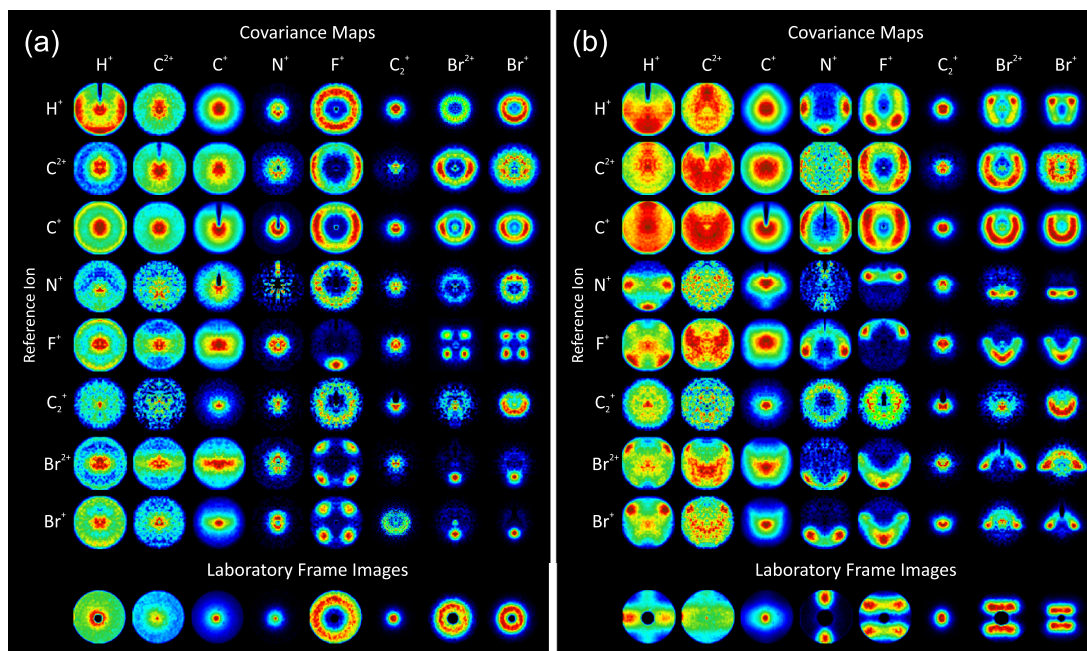 (a)
Covariance Maps
H⁺ C²⁺ C⁺ N⁺ F⁺ C₂⁺ Br²⁺ Br⁺
Reference Ion
H⁺
C²⁺
C⁺
N⁺
F⁺
C₂⁺
Br²⁺
Br⁺
Laboratory Frame Images
(b)
Covariance Maps
H⁺ C²⁺ C⁺ N⁺ F⁺ C₂⁺ Br²⁺ Br⁺
Reference Ion
H⁺
C²⁺
C⁺
N⁺
F⁺
C₂⁺
Br²⁺
Br⁺
Laboratory Frame Images